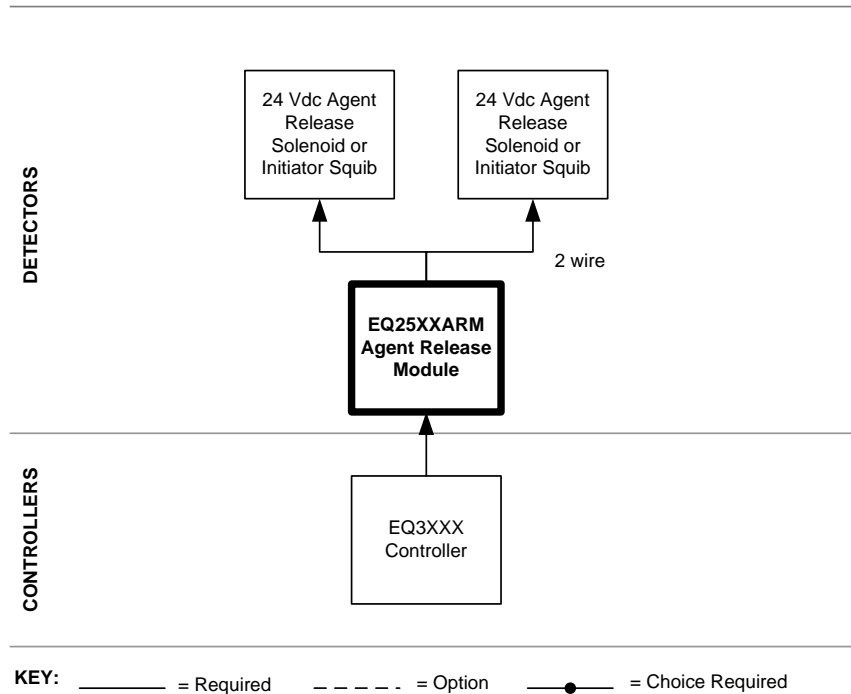 DETECTORS
24 Vdc Agent
Release
Solenoid or
Initiator Squib
24 Vdc Agent
Release
Solenoid or
Initiator Squib
2 wire
EQ25XXARM
Agent Release
Module
CONTROLLERS
EQ3XXX
Controller
KEY: = Required = Option = Choice Required